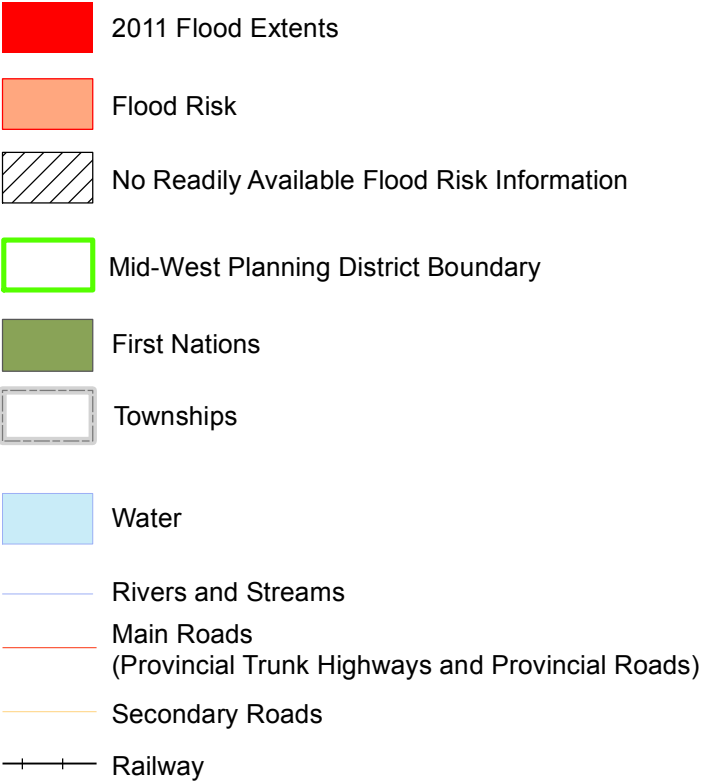 2011 Flood Extents
Flood Risk
No Readily Available Flood Risk Information
Mid-West Planning District Boundary
First Nations
Townships
Water
Rivers and Streams
Main Roads
(Provincial Trunk Highways and Provincial Roads)
Secondary Roads
Railway